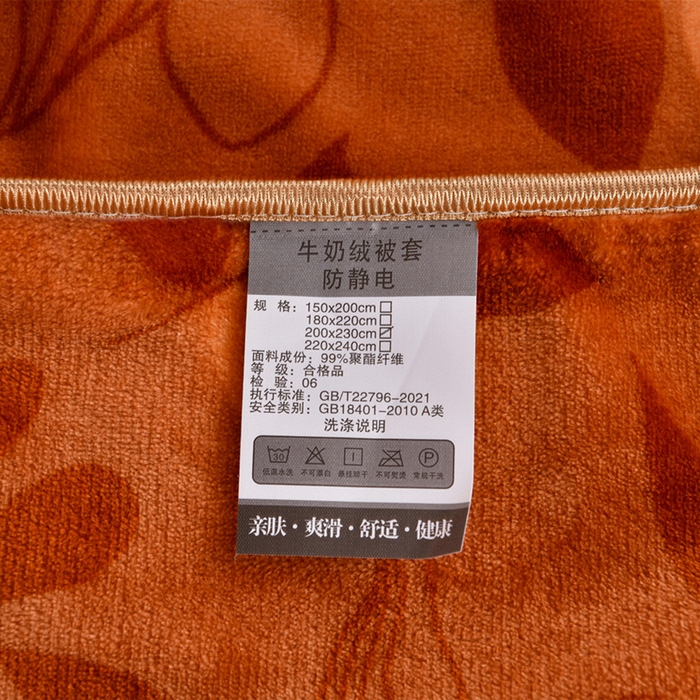 牛奶绒被套
防静电
规 格：150x200cm
180x220cm
200x230cm
220x240cm
面料成份：99%聚酯纤维
等 级：合格品
检 验：06
执行标准：GB/T22796-2021
安全类别：GB18401-2010 A类
洗涤说明
30 P
低温水洗 不可漂白 悬挂晾干 不可熨烫 常规干洗
亲肤·爽滑·舒适·健康